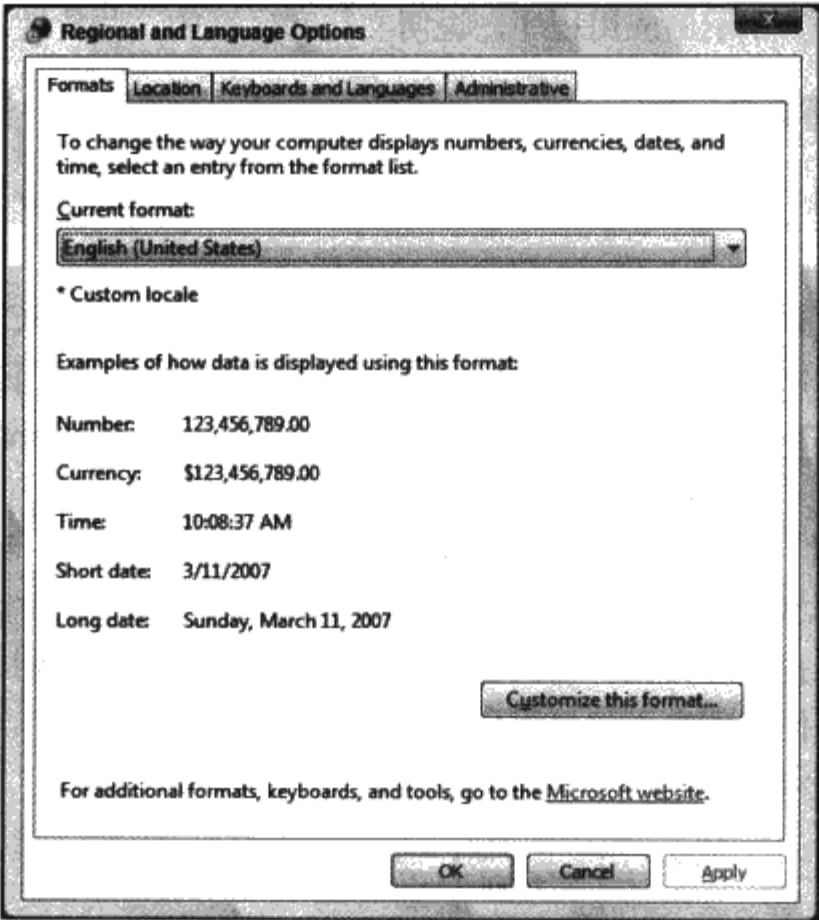 Regional and Language Options
Formats Location Keyboards and Languages Administrative
To change the way your computer displays numbers, currencies, dates, and
time, select an entry from the format list.
Current format:
English (United States)
* Custom locale
Examples of how data is displayed using this format:
Number: 123,456,789.00
Currency: $123,456,789.00
Time: 10:08:37 AM
Short date: 3/11/2007
Long date: Sunday, March 11, 2007
Customize this format...
For additional formats, keyboards, and tools, go to the Microsoft website.
OK Cancel Apply